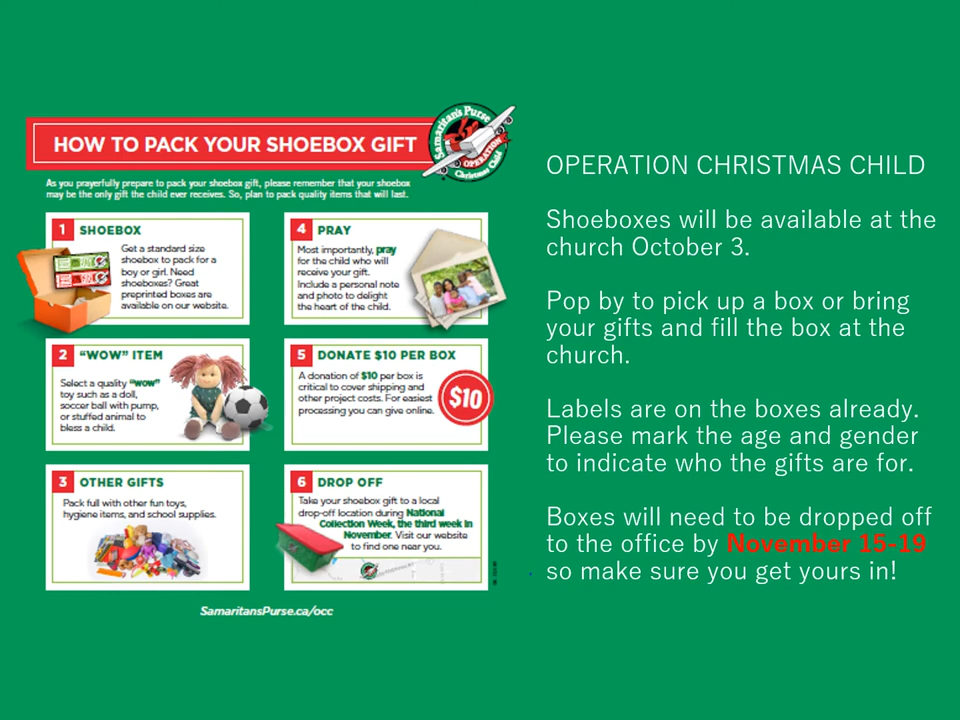 HOW TO PACK YOUR SHOEBOX GIFT
Samaritan's Purse
OPERATION
Christmas Child
As you prayerfully prepare to pack your shoebox gift, please remember that your shoebox
may be the only gift the child ever receives. So, plan to pack quality items that will last.
1 SHOEBOX
Get a standard size
shoebox to pack for a
boy or girl. Need
shoeboxes? Great
preprinted boxes are
available on our website.
2 "WOW" ITEM
Select a quality "wow"
toy such as a doll,
soccer ball with pump,
or stuffed animal to
bless a child.
3 OTHER GIFTS
Pack full with other fun toys,
hygiene items, and school supplies.
4 PRAY
Most importantly, pray
for the child who will
receive your gift.
Include a personal note
and photo to delight
the heart of the child.
5 DONATE $10 PER BOX
A donation of $10 per box is
critical to cover shipping and
other project costs. For easiest
processing you can give online.
$10
6 DROP OFF
Take your shoebox gift to a local
drop-off location during National
Collection Week, the third week in
November. Visit our website
to find one near you.
SamaritansPurse.ca/occ
OPERATION CHRISTMAS CHILD
Shoeboxes will be available at the
church October 3.
Pop by to pick up a box or bring
your gifts and fill the box at the
church.
Labels are on the boxes already.
Please mark the age and gender
to indicate who the gifts are for.
Boxes will need to be dropped off
to the office by November 15-19
so make sure you get yours in!